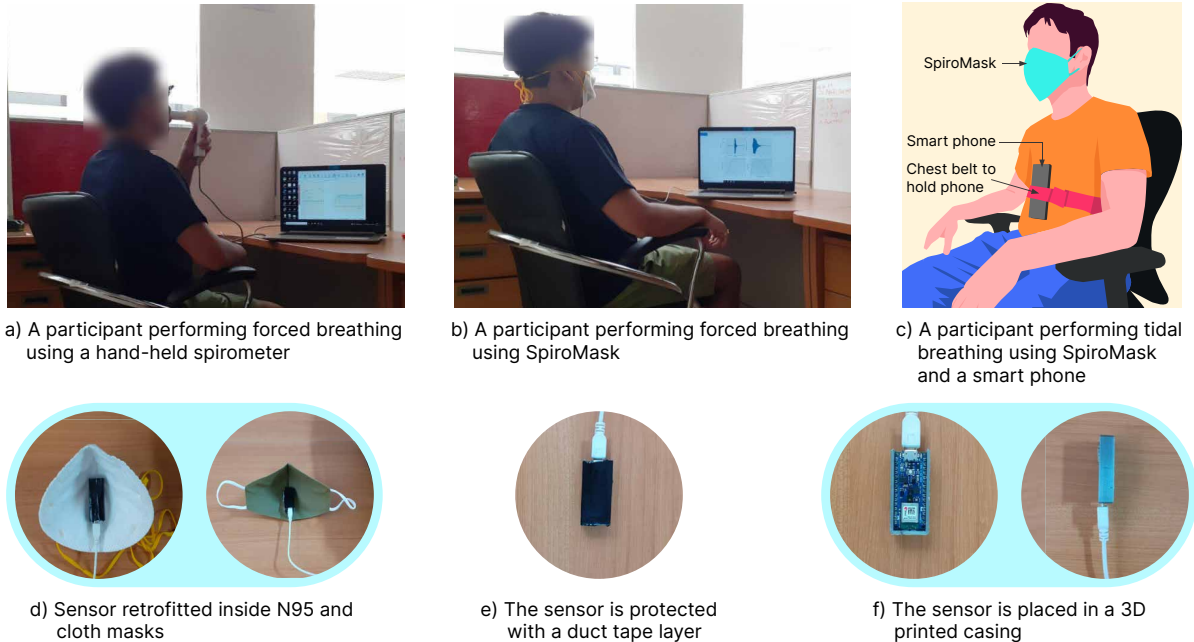 SpiroMask
Smart phone
Chest belt to
hold phone
a) A participant performing forced breathing
using a hand-held spirometer
b) A participant performing forced breathing
using SpiroMask
c) A participant performing tidal
breathing using SpiroMask
and a smart phone
d) Sensor retrofitted inside N95 and
cloth masks
e) The sensor is protected
with a duct tape layer
f) The sensor is placed in a 3D
printed casing